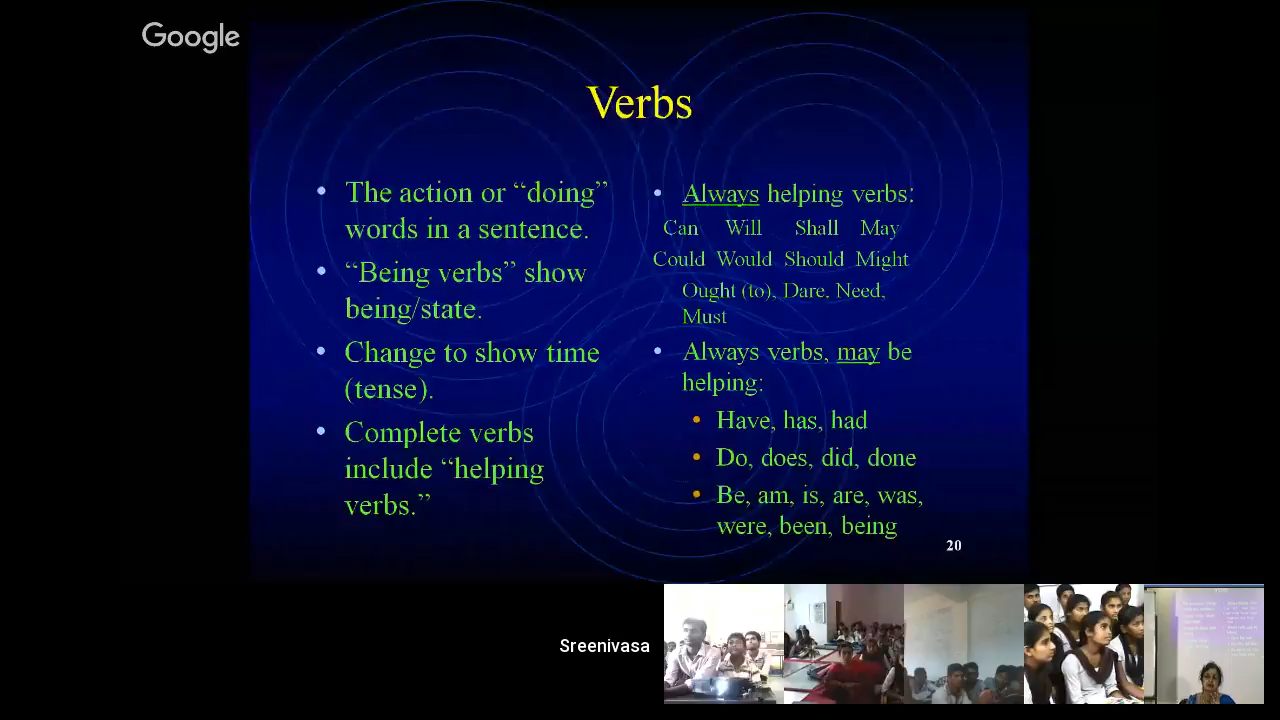 Google
Verbs
The action or “doing”
words in a sentence.
“Being verbs” show
being/state.
Change to show time
(tense).
Complete verbs
include “helping
verbs.”
Always helping verbs:
Can Will Shall May
Could Would Should Might
Ought (to), Dare, Need,
Must
Always verbs, may be
helping:
Have, has, had
Do, does, did, done
Be, am, is, are, was,
were, been, being
20
Sreenivasa